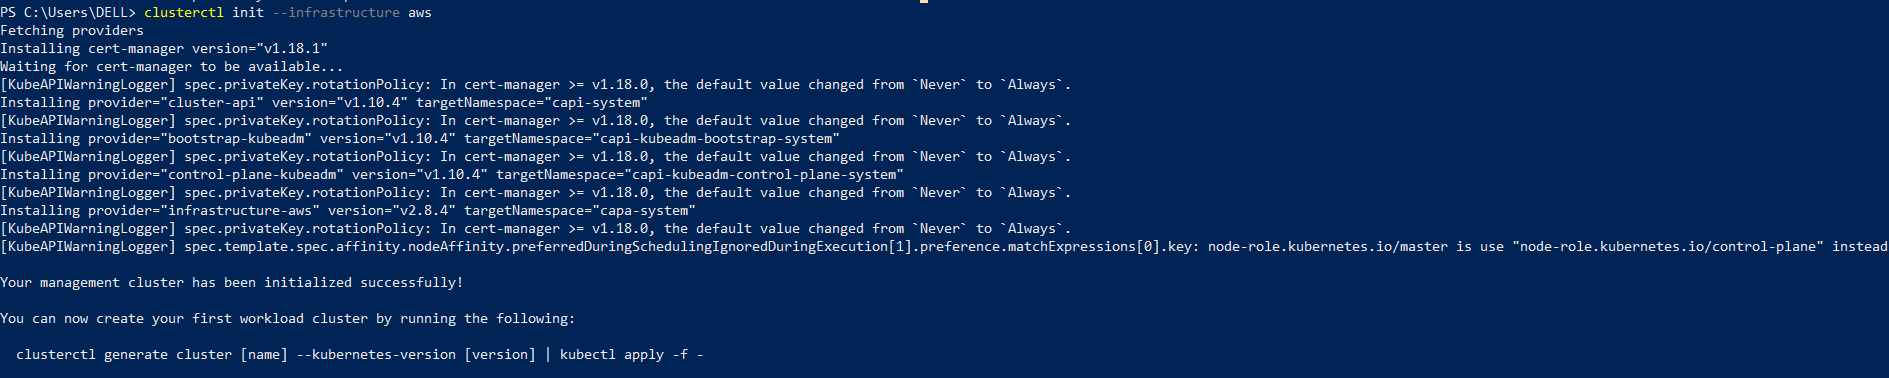 PS C:\Users\DELL> clusterctl init --infrastructure aws
Fetching providers
Installing cert-manager version="v1.18.1"
Waiting for cert-manager to be available...
[KubeAPIWarningLogger] spec.privateKey.rotationPolicy: In cert-manager >= v1.18.0, the default value changed from `Never` to `Always`.
Installing provider="cluster-api" version="v1.10.4" targetNamespace="capi-system"
[KubeAPIWarningLogger] spec.privateKey.rotationPolicy: In cert-manager >= v1.18.0, the default value changed from `Never` to `Always`.
Installing provider="bootstrap-kubeadm" version="v1.10.4" targetNamespace="capi-kubeadm-bootstrap-system"
[KubeAPIWarningLogger] spec.privateKey.rotationPolicy: In cert-manager >= v1.18.0, the default value changed from `Never` to `Always`.
Installing provider="control-plane-kubeadm" version="v1.10.4" targetNamespace="capi-kubeadm-control-plane-system"
[KubeAPIWarningLogger] spec.privateKey.rotationPolicy: In cert-manager >= v1.18.0, the default value changed from `Never` to `Always`.
Installing provider="infrastructure-aws" version="v2.8.4" targetNamespace="capa-system"
[KubeAPIWarningLogger] spec.privateKey.rotationPolicy: In cert-manager >= v1.18.0, the default value changed from `Never` to `Always`.
[KubeAPIWarningLogger] spec.template.spec.affinity.nodeAffinity.preferredDuringSchedulingIgnoredDuringExecution[1].preference.matchExpressions[0].key: node-role.kubernetes.io/master is use "node-role.kubernetes.io/control-plane" instead
Your management cluster has been initialized successfully!
You can now create your first workload cluster by running the following:
clusterctl generate cluster [name] --kubernetes-version [version] | kubectl apply -f -